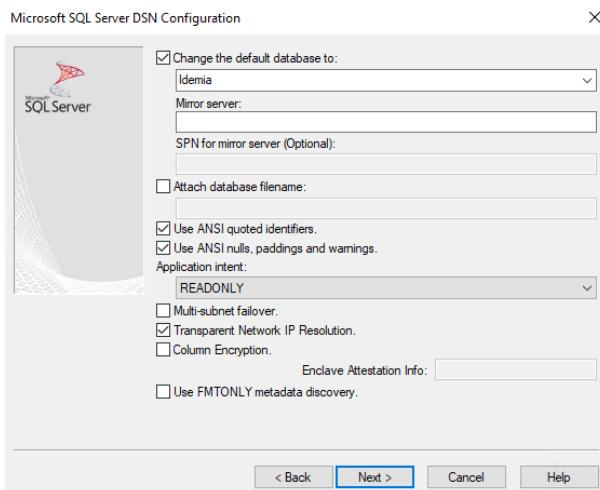 Microsoft SQL Server DSN Configuration
Microsoft
SQL Server
Change the default database to:
Idemia
Mirror server:
SPN for mirror server (Optional):
Attach database filename:
Use ANSI quoted identifiers.
Use ANSI nulls, paddings and warnings.
Application intent:
READONLY
Multi-subnet failover.
Transparent Network IP Resolution.
Column Encryption.
Enclave Attestation Info:
Use FMTONLY metadata discovery.
< Back Next > Cancel Help